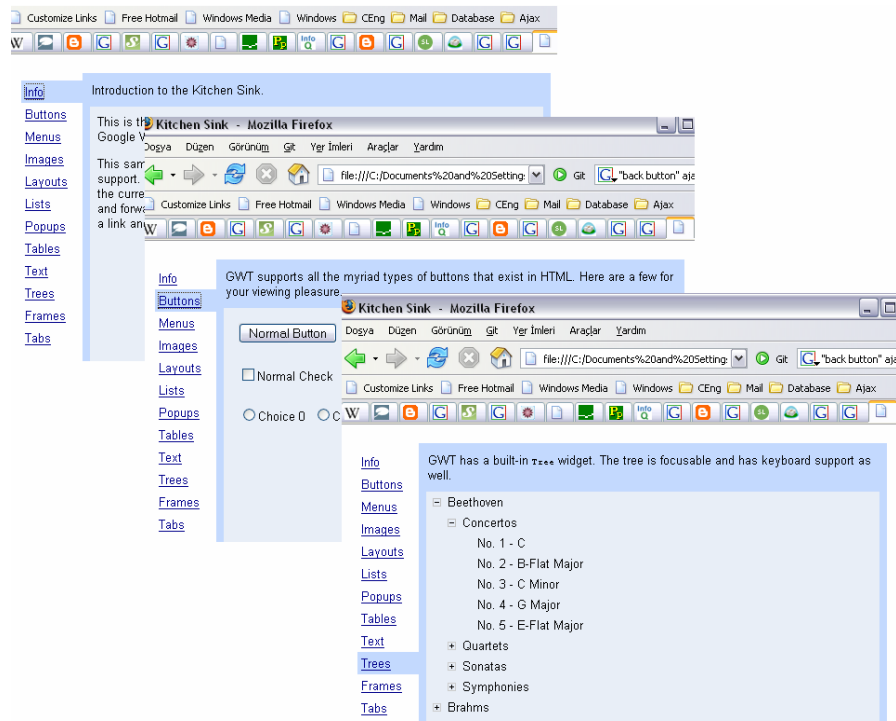 Customize Links Free Hotmail Windows Media Windows CEng Mail Database Ajax
Info
Buttons
Menus
Images
Layouts
Lists
Popups
Tables
Text
Trees
Frames
Tabs
Introduction to the Kitchen Sink.
This is
Google
This
support.
the
and
a link
Kitchen Sink - Mozilla Firefox
Dosya Düzen Görünüm Git Yer İmleri Araçlar Yardım
file:///C:/Documents%20and%20Setting: Git "back button" aja
Customize Links Free Hotmail Windows Media Windows CEng Mail Database Ajax
Info
Buttons
Menus
Images
Layouts
Lists
Popups
Tables
Text
Trees
Frames
Tabs
GWT supports all the myriad types of buttons that exist in HTML. Here are a few for
your viewing pleasure.
Normal Button
Normal Check
Choice 0
Kitchen Sink - Mozilla Firefox
Dosya Düzen Görünüm Git Yer İmleri Araçlar Yardım
file:///C:/Documents%20and%20Setting: Git "back button" aja
Customize Links Free Hotmail Windows Media Windows CEng Mail Database Ajax
Info
Buttons
Menus
Images
Layouts
Lists
Popups
Tables
Text
Trees
Frames
Tabs
GWT has a built-in Tree widget. The tree is focusable and has keyboard support as
well.
Beethoven
Concertos
No. 1 - C
No. 2 - B-Flat Major
No. 3 - C Minor
No. 4 - G Major
No. 5 - E-Flat Major
Quartets
Sonatas
Symphonies
Brahms